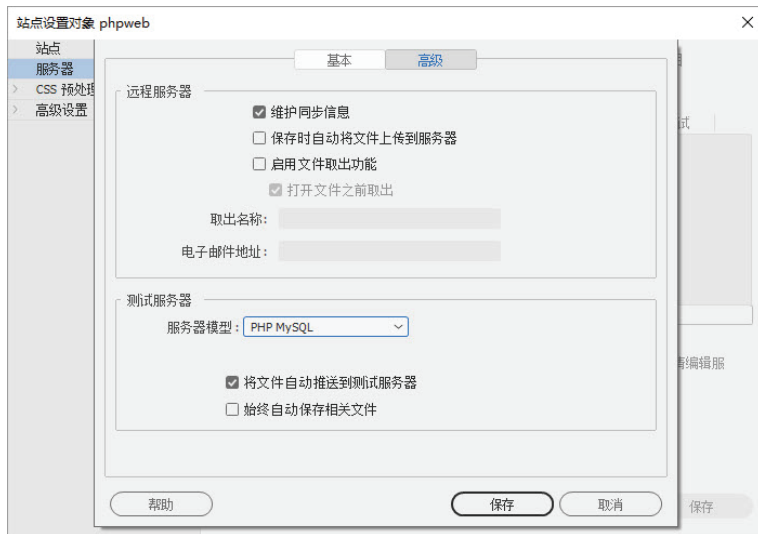 站点设置对象 phpweb
站点
服务器
CSS 预处理
高级设置
基本
高级
远程服务器
维护同步信息
保存时自动将文件上传到服务器
启用文件取出功能
打开文件之前取出
取出名称:
电子邮件地址:
测试服务器
服务器模型: PHP MySQL
将文件自动推送到测试服务器
始终自动保存相关文件
试
编辑服
帮助
保存
取消
保存